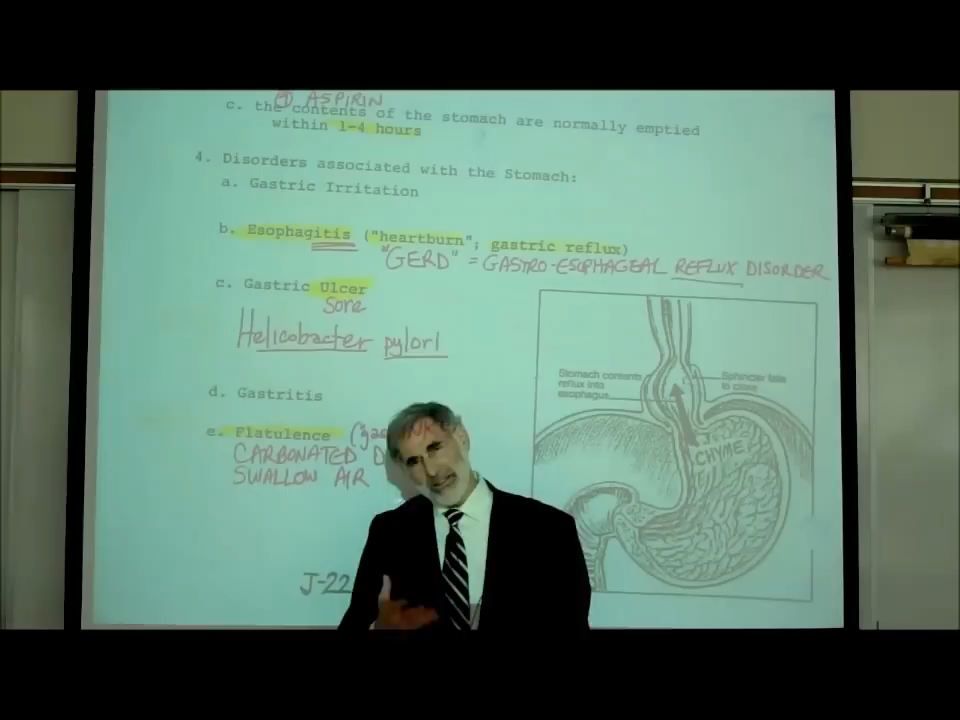 ASPIRIN
c. the contents of the stomach are normally emptied
within 1-4 hours
4. Disorders associated with the Stomach:
a. Gastric Irritation
b. Esophagitis ("heartburn"; gastric reflux)
"GERD" = GASTRO-ESOPHAGEAL REFLUX DISORDER
c. Gastric Ulcer
Sore
Helicobacter pylori
Stomach contents
reflux into
esophagus
Sphincter fails
to close
CHYME
d. Gastritis
e. Flatulence (gas
CARBONATED D
SWALLOW AIR
J-22